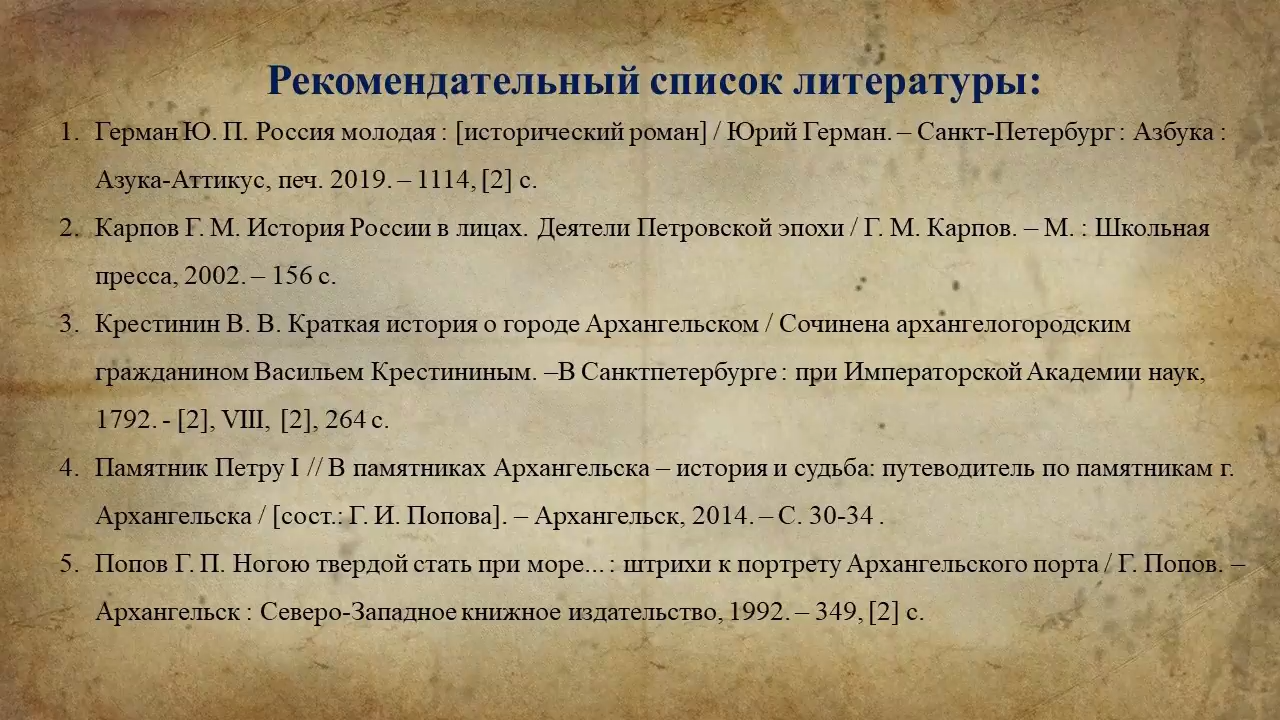 Рекомендательный список литературы:
1. Герман Ю. П. Россия молодая : [исторический роман] / Юрий Герман. – Санкт-Петербург : Азбука :
Азука-Аттикус, печ. 2019. – 1114, [2] с.
2. Карпов Г. М. История России в лицах. Деятели Петровской эпохи / Г. М. Карпов. – М. : Школьная
пресса, 2002. – 156 с.
3. Крестинин В. В. Краткая история о городе Архангельском / Сочинена архангелогородским
гражданином Васильем Крестининым. –В Санктпетербурге : при Императорской Академии наук,
1792. - [2], VIII, [2], 264 с.
4. Памятник Петру I // В памятниках Архангельска – история и судьба: путеводитель по памятникам г.
Архангельска / [сост.: Г. И. Попова]. – Архангельск, 2014. – С. 30-34 .
5. Попов Г. П. Ногою твердой стать при море... : штрихи к портрету Архангельского порта / Г. Попов. –
Архангельск : Северо-Западное книжное издательство, 1992. – 349, [2] с.